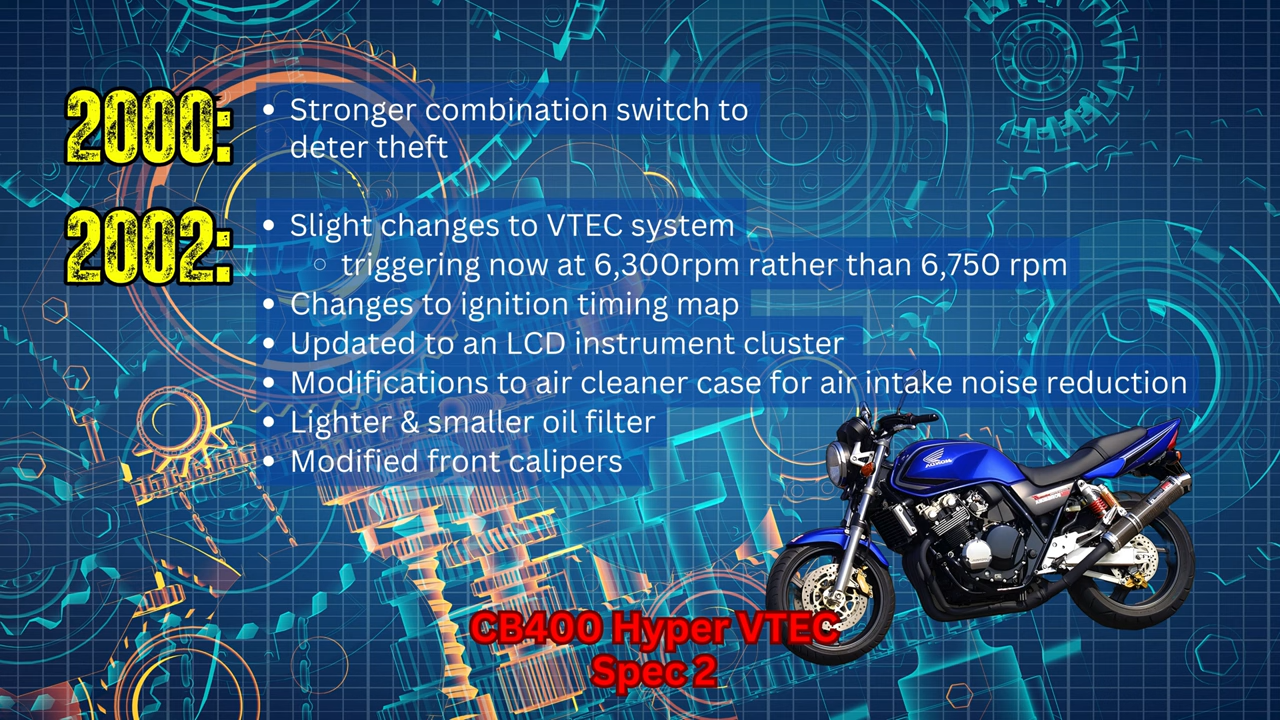 2000:
• Stronger combination switch to
deter theft
2002:
• Slight changes to VTEC system
○ triggering now at 6,300rpm rather than 6,750 rpm
• Changes to ignition timing map
• Updated to an LCD instrument cluster
• Modifications to air cleaner case for air intake noise reduction
• Lighter & smaller oil filter
• Modified front calipers
HONDA
CB400 Hyper VTEC
Spec 2